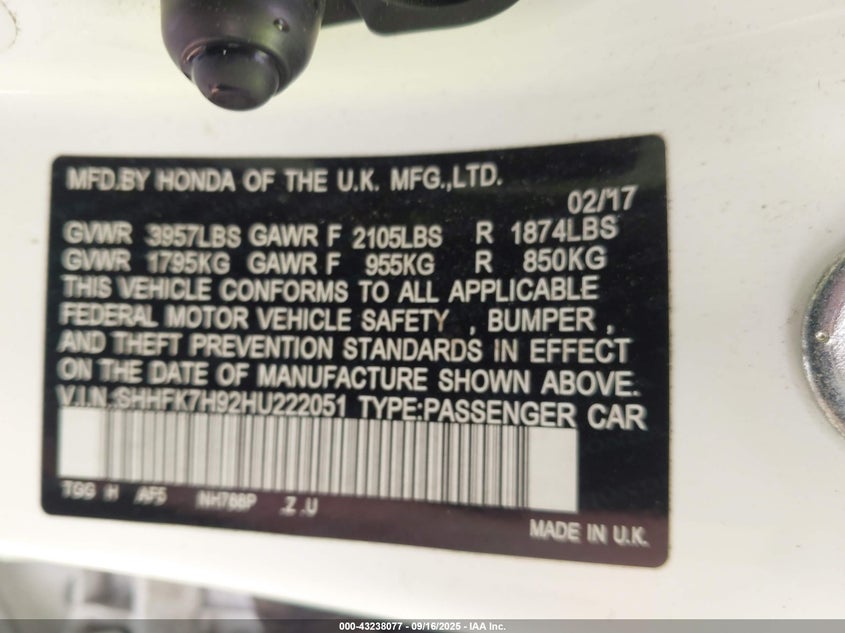 MFD.BY HONDA OF THE U.K. MFG.,LTD.
02/17
GVWR 3957LBS GAWR F 2105LBS R 1874LBS
GVWR 1795KG GAWR F 955KG R 850KG
THIS VEHICLE CONFORMS TO ALL APPLICABLE
FEDERAL MOTOR VEHICLE SAFETY , BUMPER ,
AND THEFT PREVENTION STANDARDS IN EFFECT
ON THE DATE OF MANUFACTURE SHOWN ABOVE.
V.I.N.:SHHFK7H92HU222051 TYPE:PASSENGER CAR
TGG H AF5 NH788P .Z .U
MADE IN U.K.
000-43238077 - 09/16/2025 - IAA Inc.